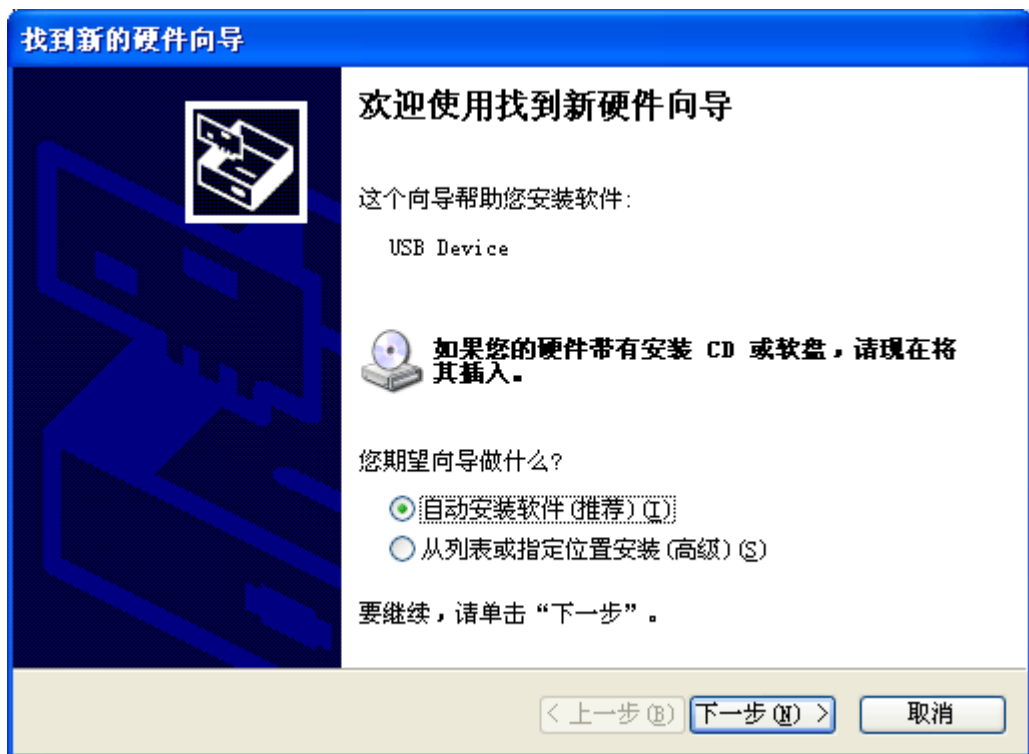 找到新的硬件向导
欢迎使用找到新硬件向导
这个向导帮助您安装软件:
USB Device
如果您的硬件带有安装 CD 或软盘，请现在将
其插入。
您期望向导做什么?
自动安装软件(推荐)(I)
从列表或指定位置安装(高级)(S)
要继续，请单击“下一步”。
< 上一步(B) 下一步(N) > 取消